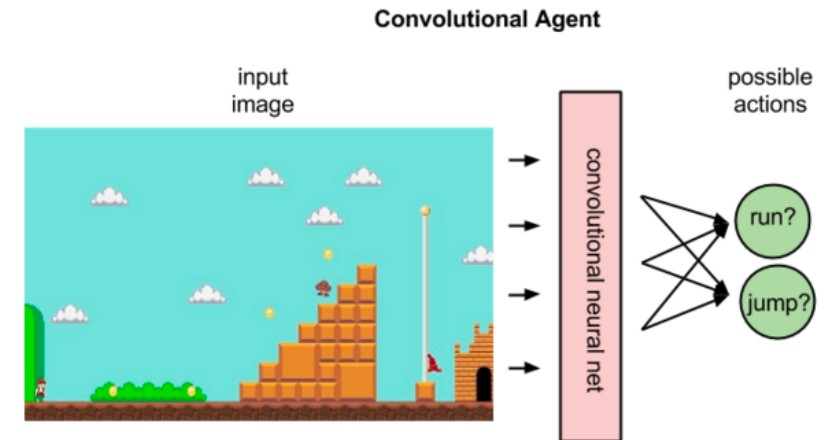 Convolutional Agent
input
image
possible
actions
convolutional neural net
run?
jump?